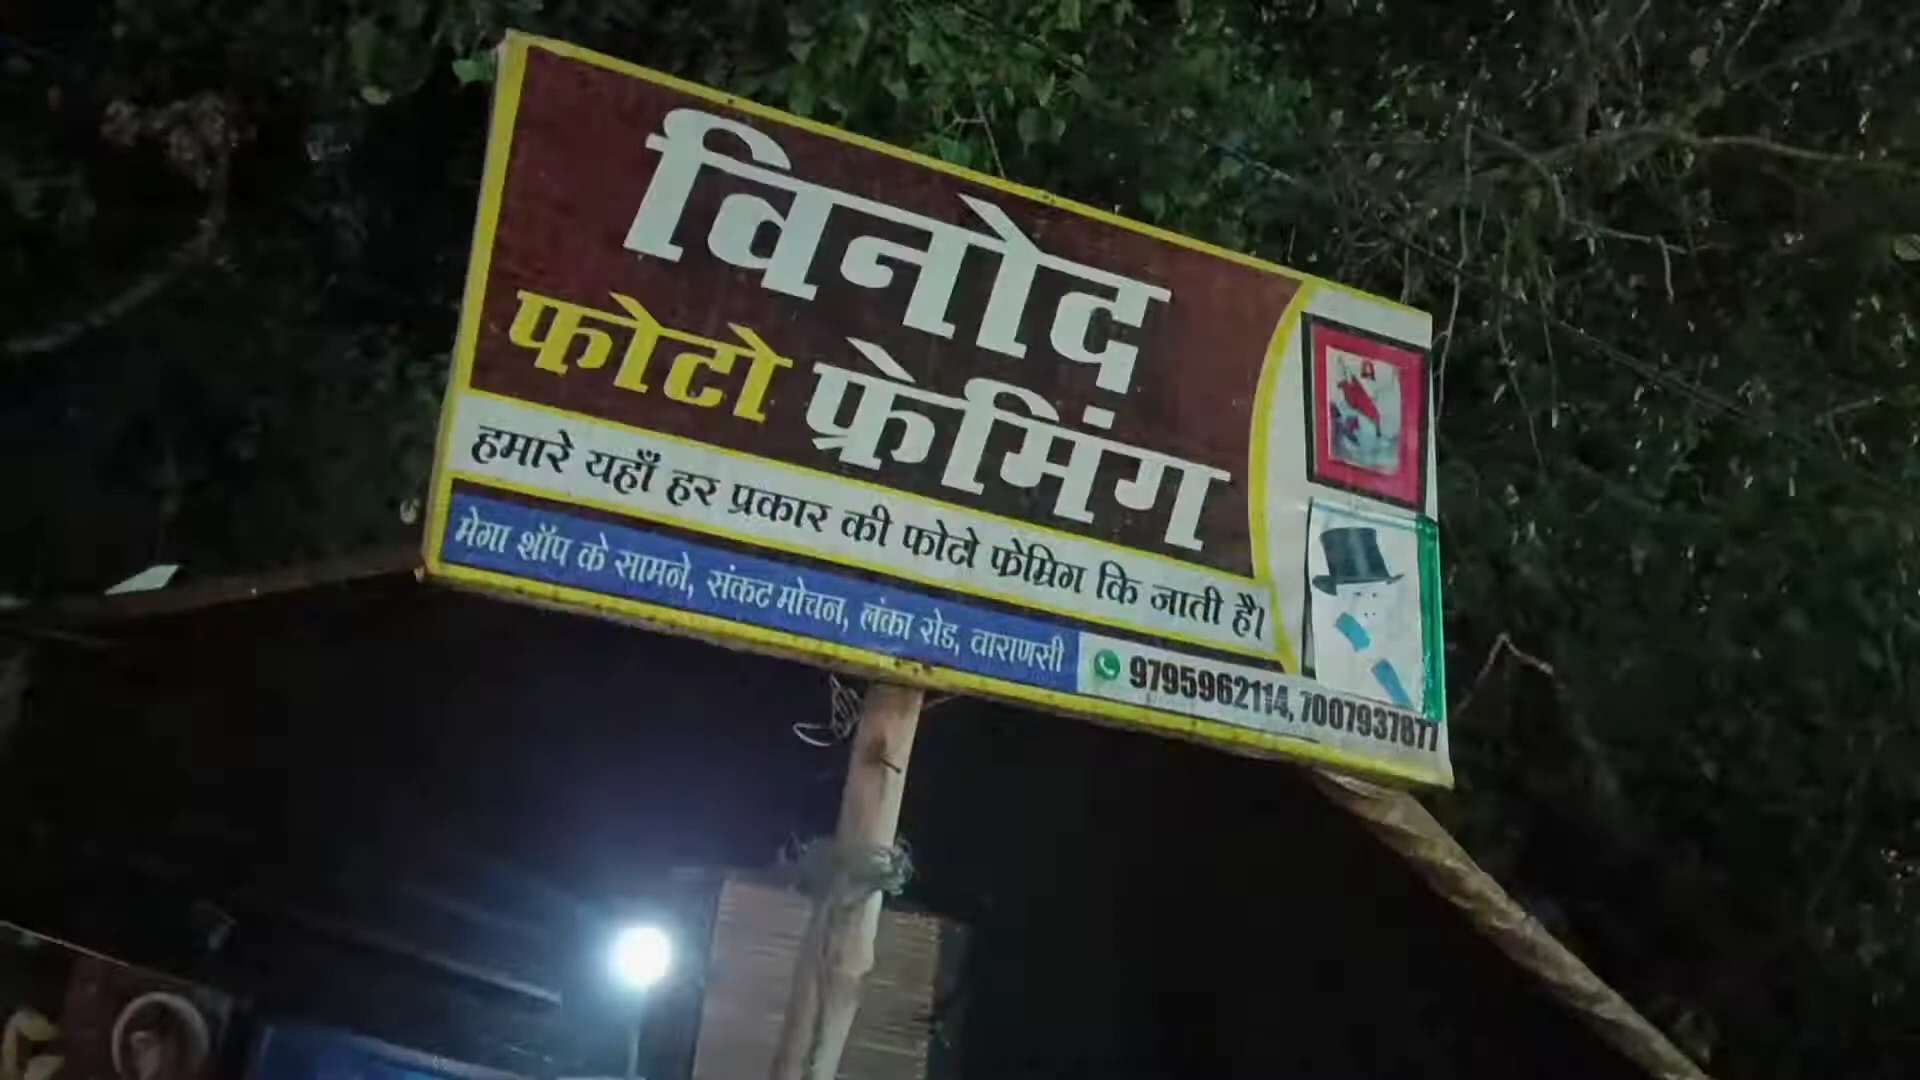 विनोद
फोटो फ्रेमिंग
हमारे यहाँ हर प्रकार की फोटो फ्रेमिग कि जाती है।
मेगा शॉप के सामने, संकट मोचन, लंका रोड, वाराणसी
9795962114, 7007937877